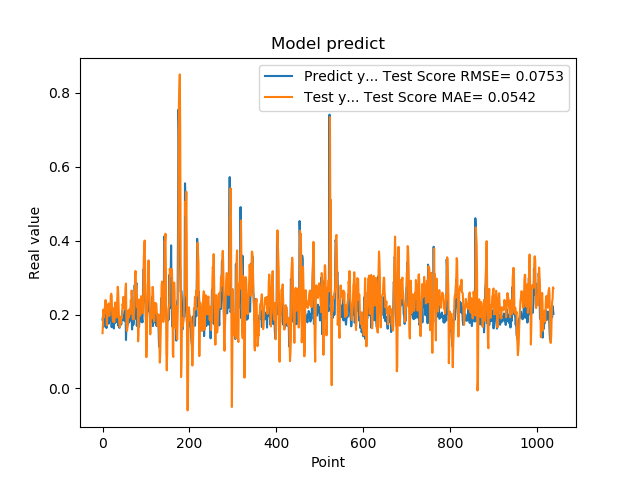 Model predict
Predict y... Test Score RMSE= 0.0753
Test y... Test Score MAE= 0.0542
0.8
0.6
0.4
0.2
0.0
Real value
0
200
400
600
800
1000
Point